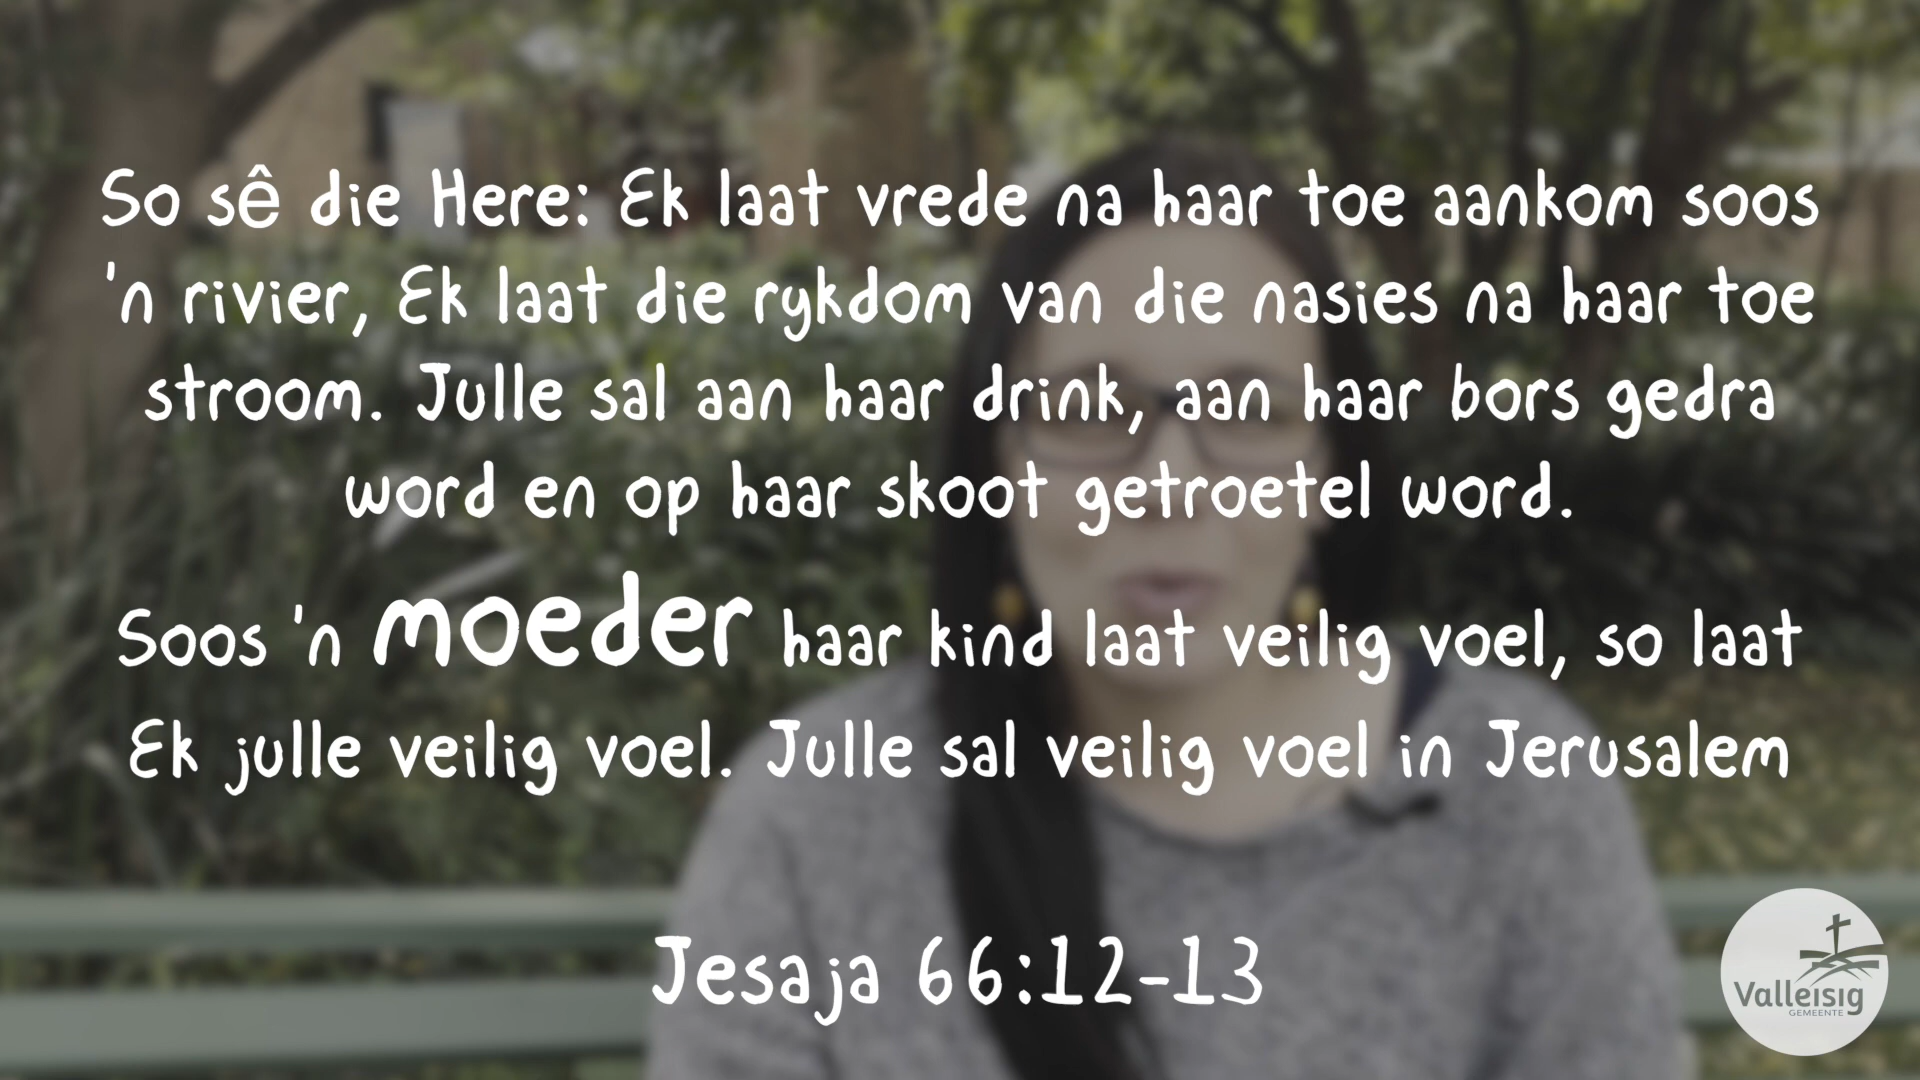 So sê die Here: Ek laat vrede na haar toe aankom soos
'n rivier, Ek laat die rykdom van die nasies na haar toe
stroom. Julle sal aan haar drink, aan haar bors gedra
word en op haar skoot getroetel word.
Soos 'n moeder haar kind laat veilig voel, so laat
Ek julle veilig voel. Julle sal veilig voel in Jerusalem
Jesaja 66:12-13
Valleisig
GEMEENTE